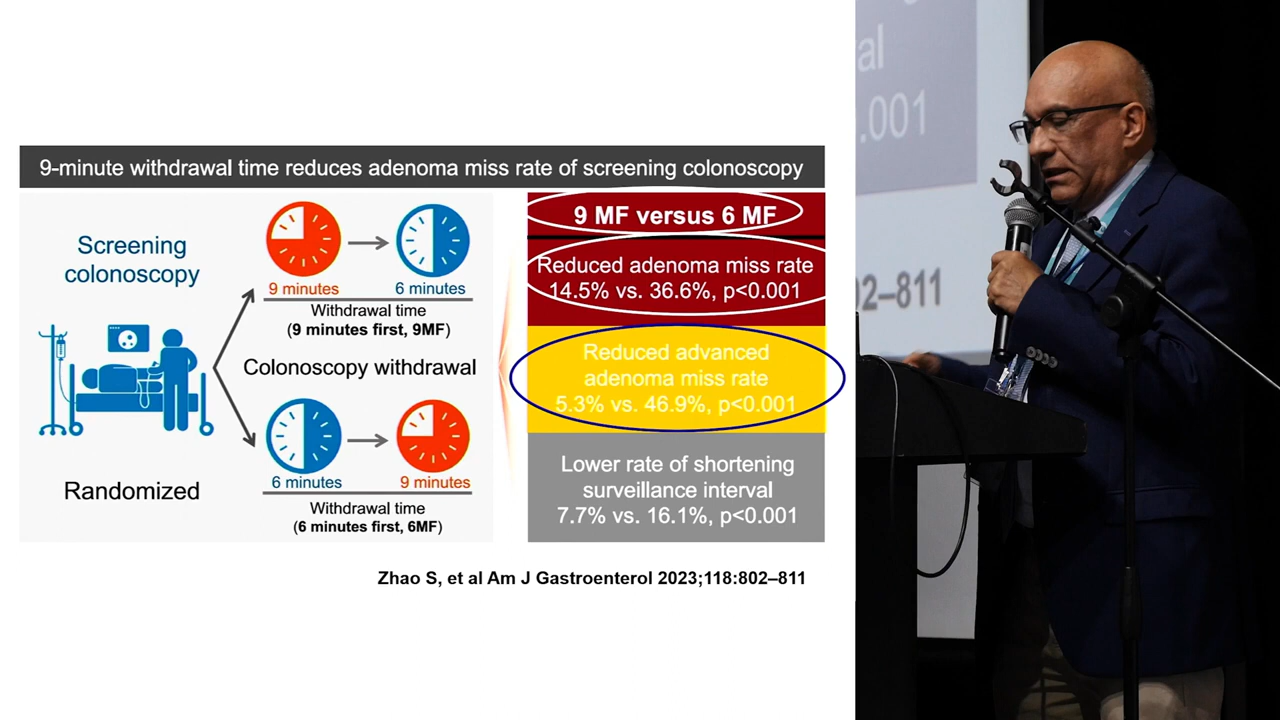 9-minute withdrawal time reduces adenoma miss rate of screening colonoscopy
Screening
colonoscopy
9 minutes
6 minutes
Withdrawal time
(9 minutes first, 9MF)
Colonoscopy withdrawal
6 minutes
9 minutes
Withdrawal time
(6 minutes first, 6MF)
Randomized
9 MF versus 6 MF
Reduced adenoma miss rate
14.5% vs. 36.6%, p<0.001
Reduced advanced
adenoma miss rate
5.3% vs. 46.9%, p<0.001
Lower rate of shortening
surveillance interval
7.7% vs. 16.1%, p<0.001
Zhao S, et al Am J Gastroenterol 2023;118:802–811
al
.001
02–811